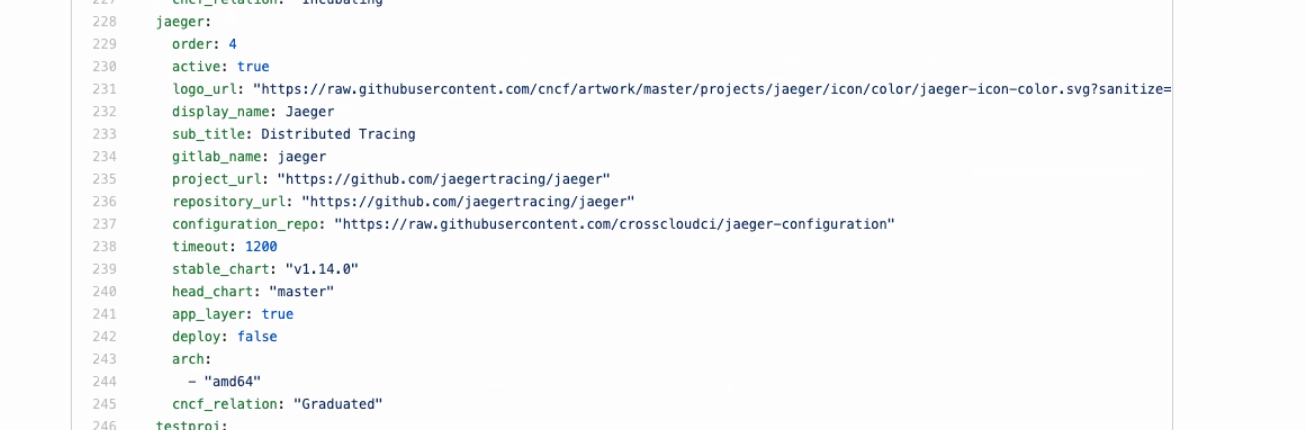 227 cncf_relation: "Incubating"
228 jaeger:
229 order: 4
230 active: true
231 logo_url: "https://raw.githubusercontent.com/cncf/artwork/master/projects/jaeger/icon/color/jaeger-icon-color.svg?sanitize=
232 display_name: Jaeger
233 sub_title: Distributed Tracing
234 gitlab_name: jaeger
235 project_url: "https://github.com/jaegertracing/jaeger"
236 repository_url: "https://github.com/jaegertracing/jaeger"
237 configuration_repo: "https://raw.githubusercontent.com/crosscloudci/jaeger-configuration"
238 timeout: 1200
239 stable_chart: "v1.14.0"
240 head_chart: "master"
241 app_layer: true
242 deploy: false
243 arch:
244 - "amd64"
245 cncf_relation: "Graduated"
246 testproj: